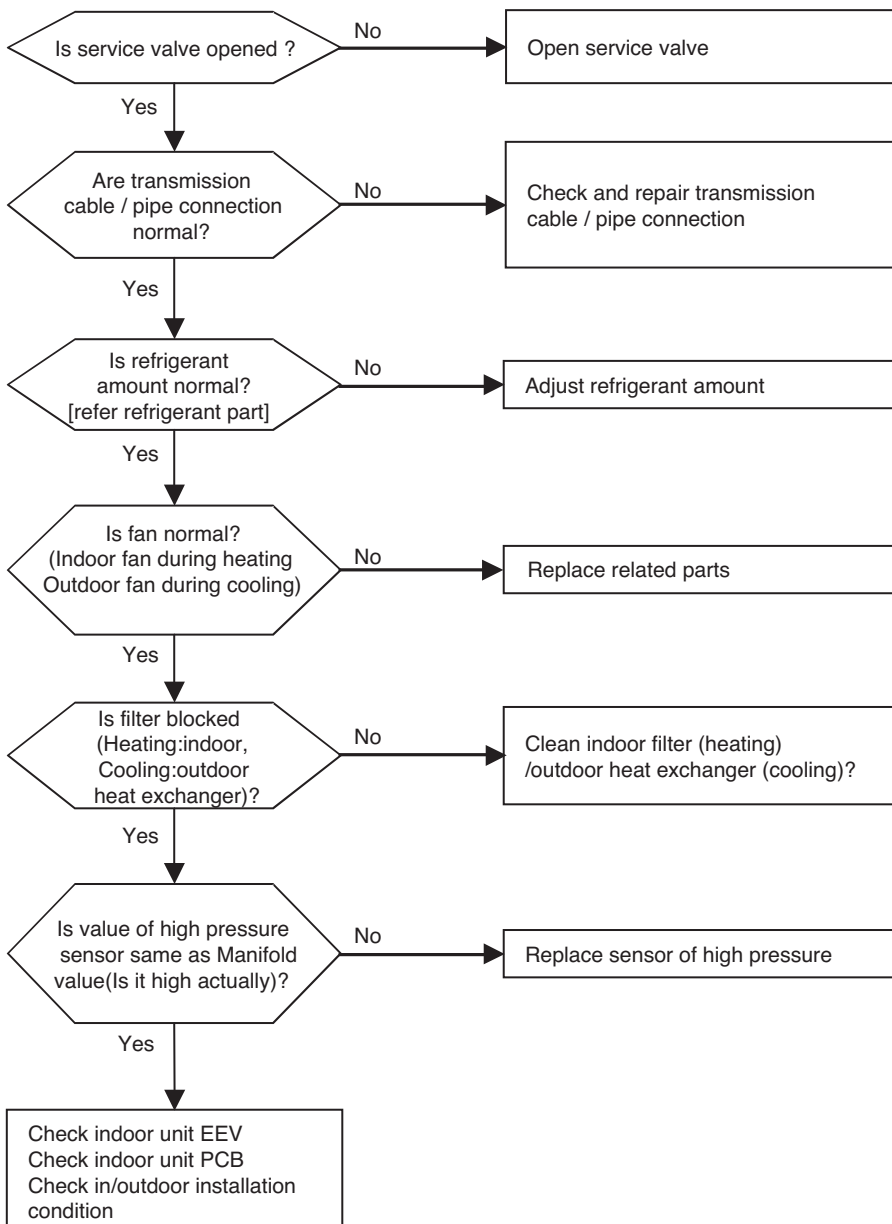 Is service valve opened ?
No
Open service valve
Yes
Are transmission
cable / pipe connection
normal?
No
Check and repair transmission
cable / pipe connection
Yes
Is refrigerant
amount normal?
[refer refrigerant part]
No
Adjust refrigerant amount
Yes
Is fan normal?
(Indoor fan during heating
Outdoor fan during cooling)
No
Replace related parts
Yes
Is filter blocked
(Heating:indoor,
Cooling:outdoor
heat exchanger)?
No
Clean indoor filter (heating)
/outdoor heat exchanger (cooling)?
Yes
Is value of high pressure
sensor same as Manifold
value(Is it high actually)?
No
Replace sensor of high pressure
Yes
Check indoor unit EEV
Check indoor unit PCB
Check in/outdoor installation
condition